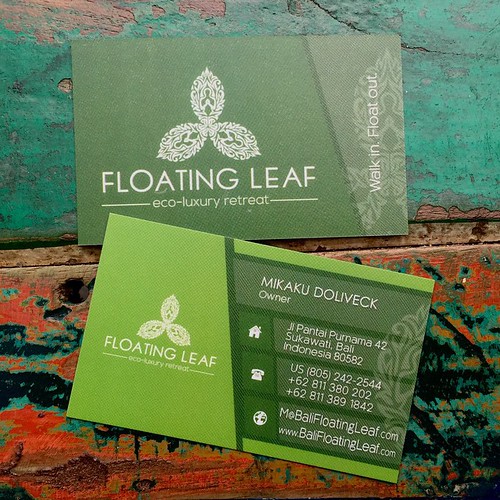 FLOATING LEAF
eco-luxury retreat
Walk in. Float out.
FLOATING LEAF
eco-luxury retreat
MIKAKU DOLIVECK
Owner
Jl Pantai Purnama 42
Sukawati, Bali
Indonesia 80582
US (805) 242-2544
+62 811 380 202
+62 811 389 1842
M@BaliFloatingLeaf.com
www.BaliFloatingLeaf.com